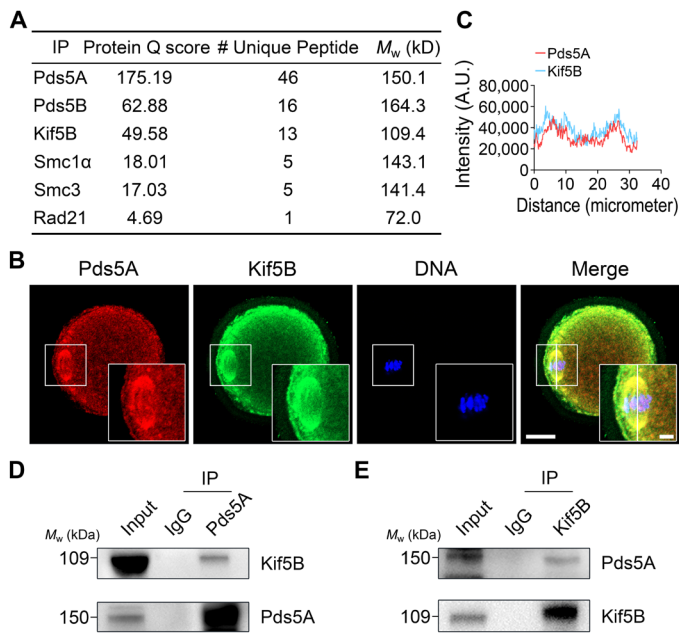 A
IP Protein Q score # Unique Peptide Mw (kD)
Pds5A 175.19 46 150.1
Pds5B 62.88 16 164.3
Kif5B 49.58 13 109.4
Smc1α 18.01 5 143.1
Smc3 17.03 5 141.4
Rad21 4.69 1 72.0
C
Pds5A
Kif5B
Intensity (A.U.)
80,000
60,000
40,000
20,000
0
0 10 20 30 40
Distance (micrometer)
B
Pds5A Kif5B DNA Merge
D
IP
Mw (kDa) Input IgG Pds5A
109 Kif5B
150 Pds5A
E
IP
Mw (kDa) Input IgG Kif5B
150 Pds5A
109 Kif5B